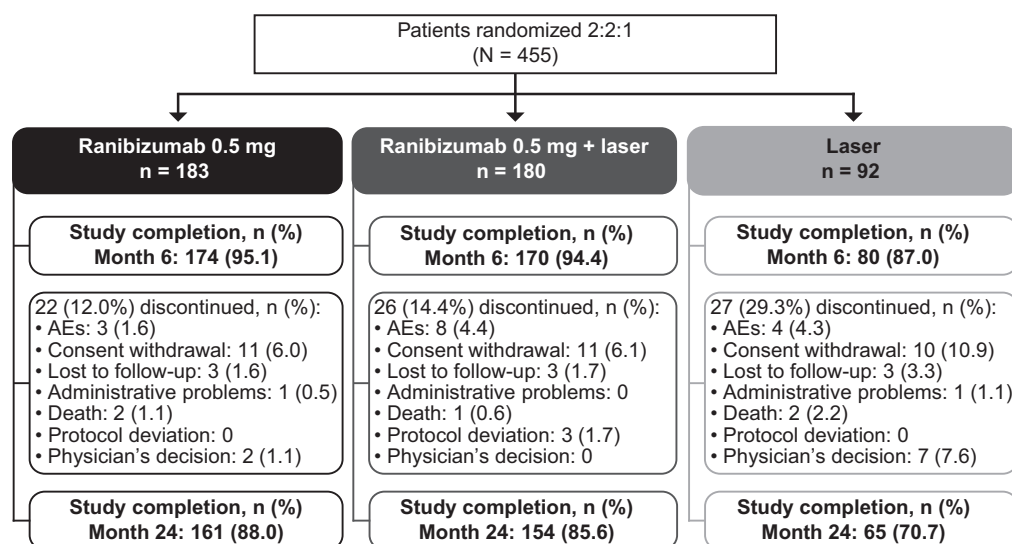 Patients randomized 2:2:1
(N = 455)
Ranibizumab 0.5 mg
n = 183
Study completion, n (%)
Month 6: 174 (95.1)
22 (12.0%) discontinued, n (%):
• AEs: 3 (1.6)
• Consent withdrawal: 11 (6.0)
• Lost to follow-up: 3 (1.6)
• Administrative problems: 1 (0.5)
• Death: 2 (1.1)
• Protocol deviation: 0
• Physician’s decision: 2 (1.1)
Study completion, n (%)
Month 24: 161 (88.0)
Ranibizumab 0.5 mg + laser
n = 180
Study completion, n (%)
Month 6: 170 (94.4)
26 (14.4%) discontinued, n (%):
• AEs: 8 (4.4)
• Consent withdrawal: 11 (6.1)
• Lost to follow-up: 3 (1.7)
• Administrative problems: 0
• Death: 1 (0.6)
• Protocol deviation: 3 (1.7)
• Physician’s decision: 0
Study completion, n (%)
Month 24: 154 (85.6)
Laser
n = 92
Study completion, n (%)
Month 6: 80 (87.0)
27 (29.3%) discontinued, n (%):
• AEs: 4 (4.3)
• Consent withdrawal: 10 (10.9)
• Lost to follow-up: 3 (3.3)
• Administrative problems: 1 (1.1)
• Death: 2 (2.2)
• Protocol deviation: 0
• Physician’s decision: 7 (7.6)
Study completion, n (%)
Month 24: 65 (70.7)